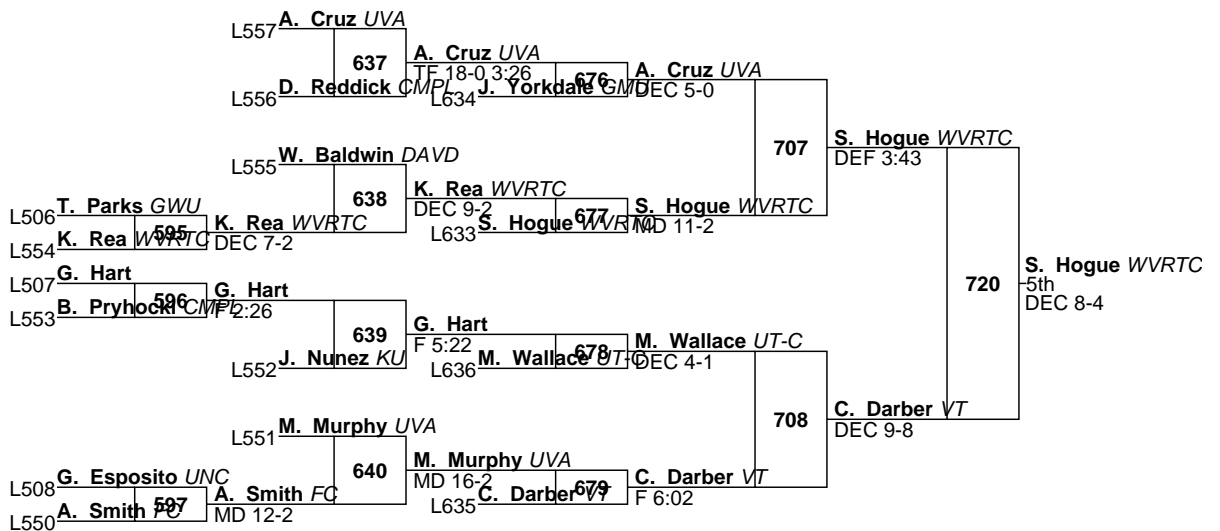 L557 A. Cruz UVA
637
A. Cruz UVA
TF 18-0 3:26
L556 D. Reddick CMPL
676
A. Cruz UVA
DEC 5-0
L634 J. Yorkdale GMU
707
S. Hogue WVRTC
DEF 3:43
L555 W. Baldwin DAVD
638
K. Rea WVRTC
DEC 9-2
L506 T. Parks GWU
595
K. Rea WVRTC
DEC 7-2
L554 K. Rea WVRTC
677
S. Hogue WVRTC
MD 11-2
L633 S. Hogue WVRTC
720
S. Hogue WVRTC
5th
DEC 8-4
L507 G. Hart
596
G. Hart
F 2:26
L553 B. Pryhocki CMPL
639
G. Hart
F 5:22
L552 J. Nunez KU
678
M. Wallace UT-C
DEC 4-1
L636 M. Wallace UT-C
708
C. Darber VT
DEC 9-8
L551 M. Murphy UVA
640
M. Murphy UVA
MD 16-2
L508 G. Esposito UNC
597
A. Smith FC
MD 12-2
L550 A. Smith FC
679
C. Darber VT
F 6:02
L635 C. Darber VT